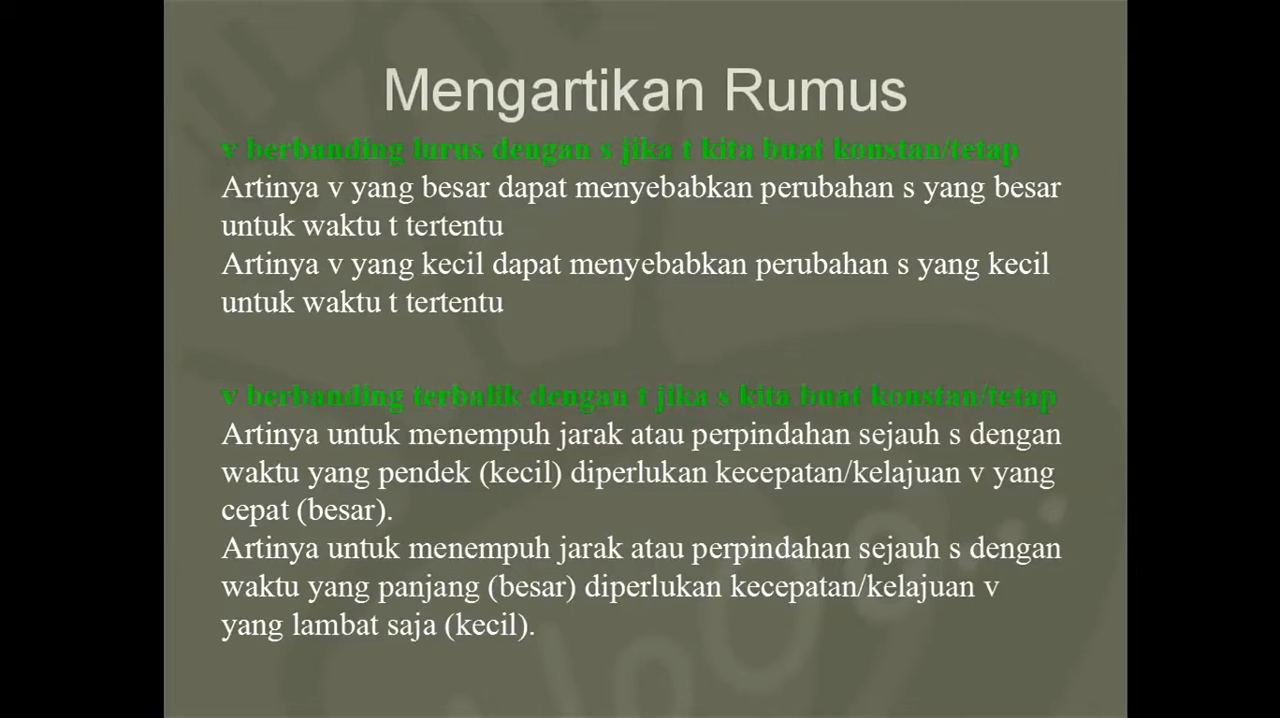 Mengartikan Rumus
v berbanding lurus dengan s jika t kita buat konstan/tetap
Artinya v yang besar dapat menyebabkan perubahan s yang besar
untuk waktu t tertentu
Artinya v yang kecil dapat menyebabkan perubahan s yang kecil
untuk waktu t tertentu
v berbanding terbalik dengan t jika s kita buat konstan/tetap
Artinya untuk menempuh jarak atau perpindahan sejauh s dengan
waktu yang pendek (kecil) diperlukan kecepatan/kelajuan v yang
cepat (besar).
Artinya untuk menempuh jarak atau perpindahan sejauh s dengan
waktu yang panjang (besar) diperlukan kecepatan/kelajuan v
yang lambat saja (kecil).